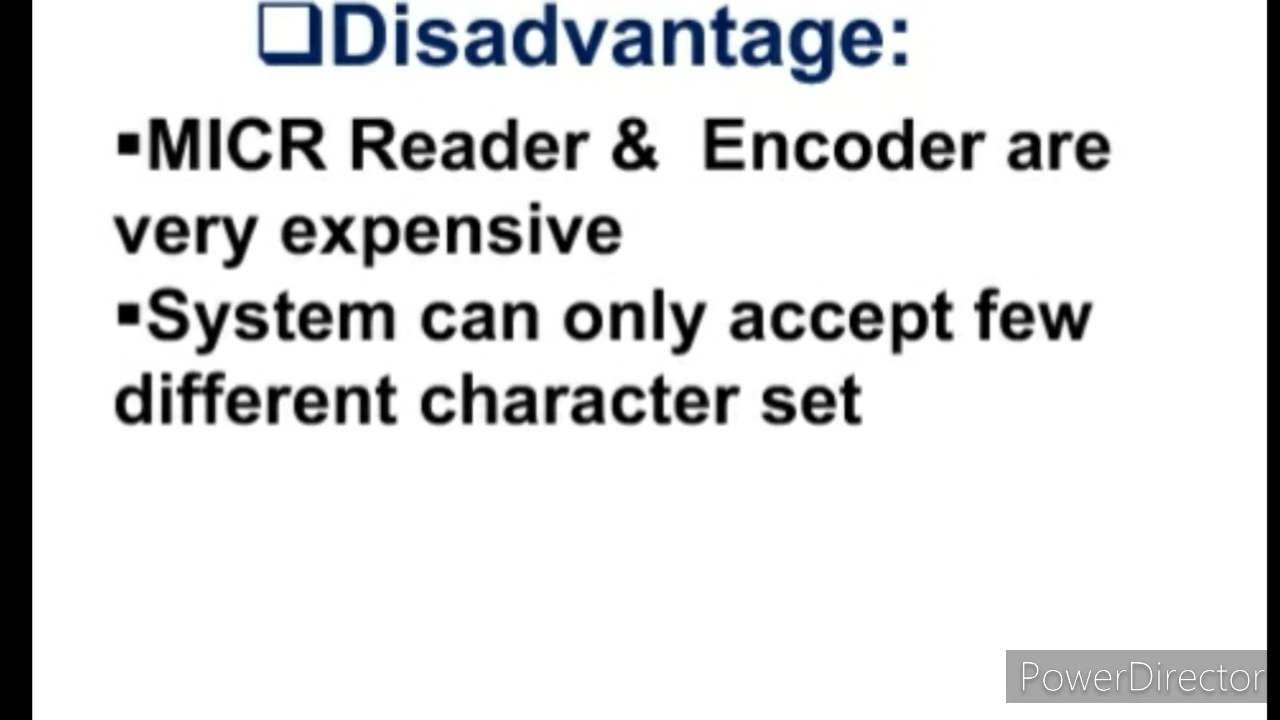 ❑Disadvantage:
▪MICR Reader & Encoder are
very expensive
▪System can only accept few
different character set
PowerDirector